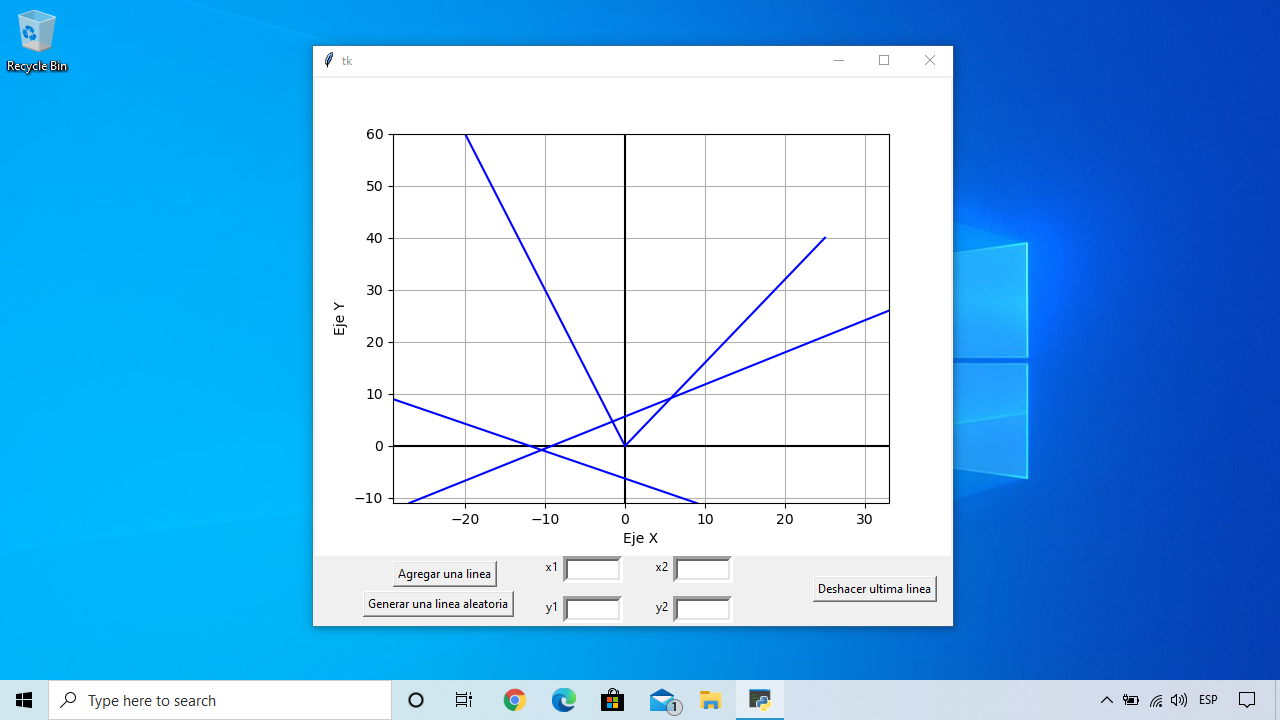 Recycle Bin
tk
60
50
40
30
20
10
0
−10
Eje Y
−20
−10
0
10
20
30
Eje X
Agregar una linea
Generar una linea aleatoria
x1
x2
y1
y2
Deshacer ultima linea
Type here to search
1
ESP